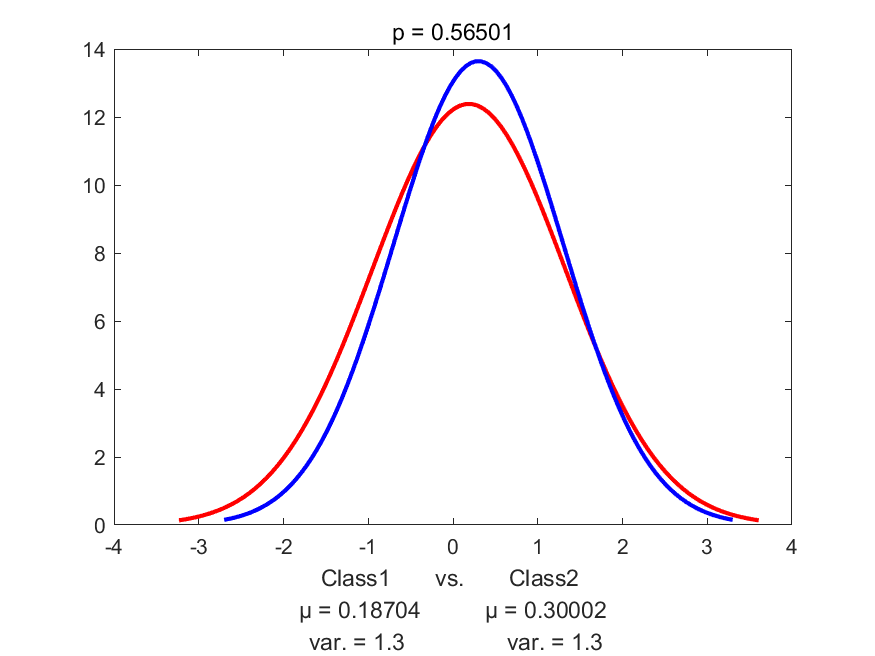 p = 0.56501
14
12
10
8
6
4
2
0
-4 -3 -2 -1 0 1 2 3 4
Class1 vs. Class2
μ = 0.18704 μ = 0.30002
var. = 1.3 var. = 1.3